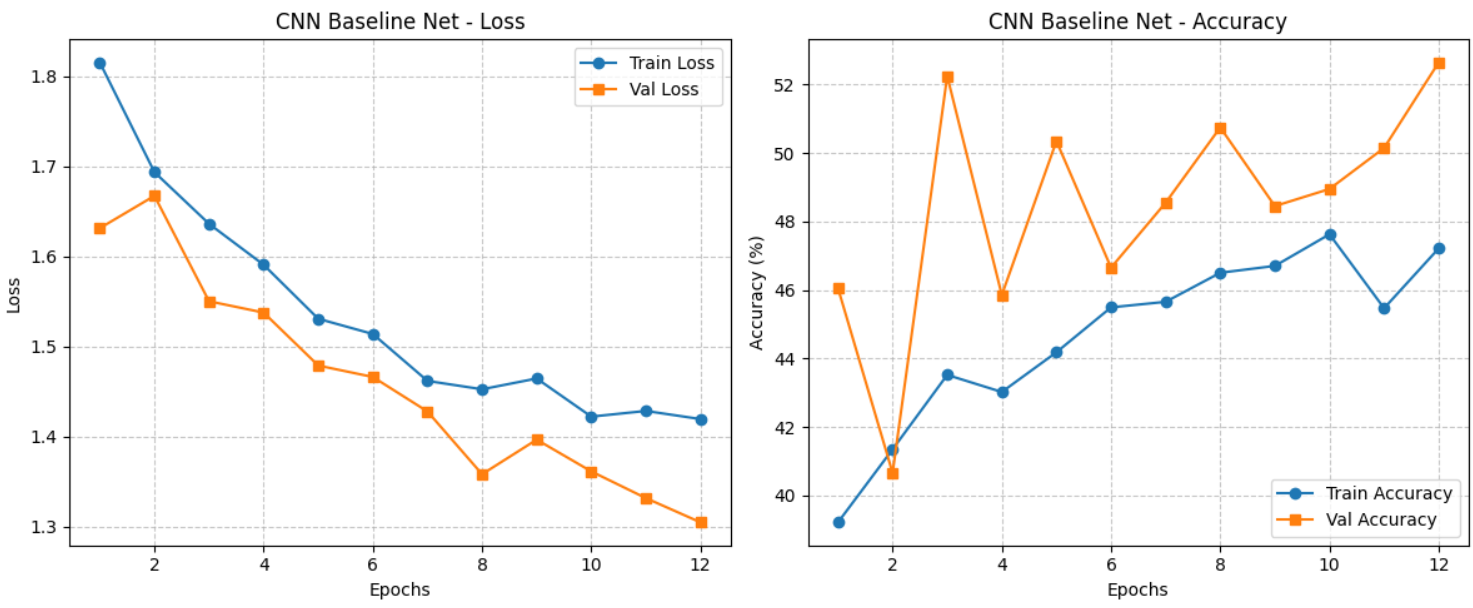 CNN Baseline Net - Loss
Train Loss
Val Loss
1.8
1.7
1.6
1.5
1.4
1.3
Loss
2 4 6 8 10 12
Epochs
CNN Baseline Net - Accuracy
52
50
48
46
44
42
40
Accuracy (%)
Train Accuracy
Val Accuracy
2 4 6 8 10 12
Epochs